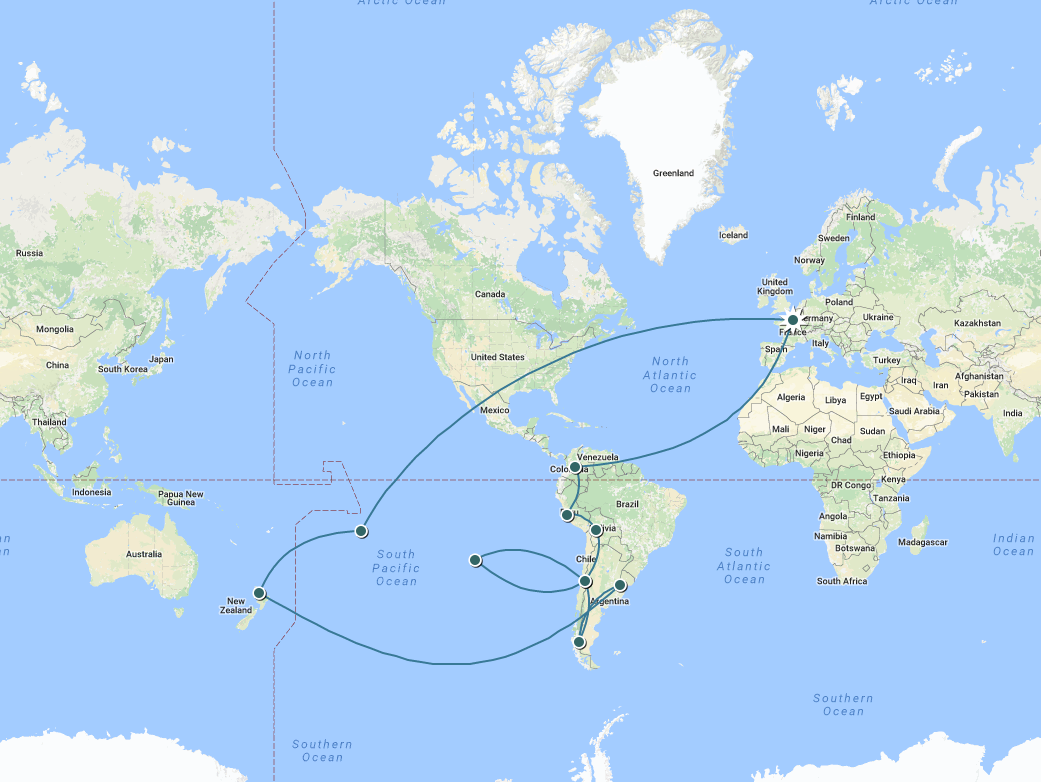 Arctic Ocean
Arctic Ocean
Greenland
Iceland
Finland
Sweden
Norway
Russia
United
Kingdom
Canada
Poland
Ukraine
Kazakhstan
Mongolia
France
Italy
Spain
Turkey
China
Japan
South Korea
North
Pacific
Ocean
United States
North
Atlantic
Ocean
Afghanistan
Iraq
Iran
Pakistan
Algeria
Libya
Egypt
Saudi Arabia
India
Mexico
Thailand
Mali
Niger
Chad
Sudan
Nigeria
Ethiopia
Venezuela
Kenya
DR Congo
Indonesia
Papua New
Guinea
Tanzania
Brazil
Angola
Namibia
Botswana
Madagascar
Indian
Ocean
South
Pacific
Ocean
Chile
South
Atlantic
Ocean
Australia
South Africa
New
Zealand
Argentina
Southern
Ocean
Southern
Ocean